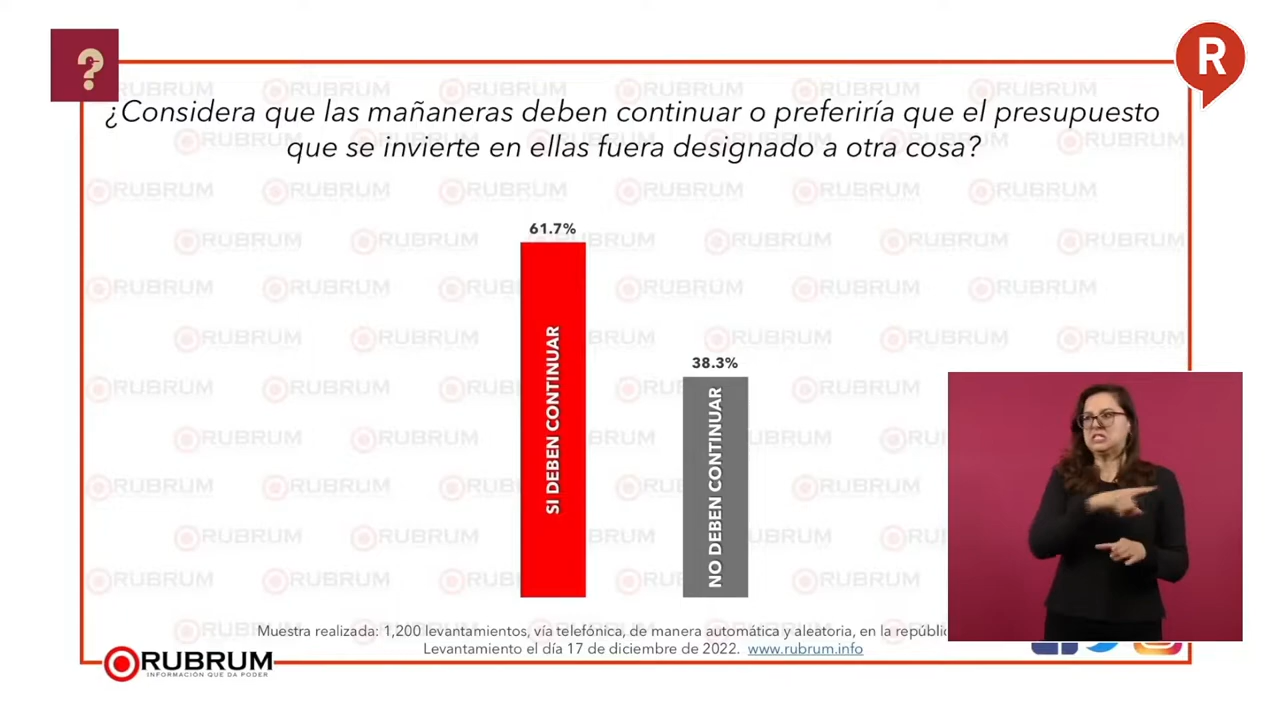 ?
R
¿Considera que las mañaneras deben continuar o preferiría que el presupuesto
que se invierte en ellas fuera designado a otra cosa?
61.7%
38.3%
SI DEBEN CONTINUAR
NO DEBEN CONTINUAR
Muestra realizada: 1,200 levantamientos, vía telefónica, de manera automática y aleatoria, en la
Levantamiento el día 17 de diciembre de 2022. www.rubrum.info
RUBRUM
INFORMACIÓN QUE DA PODER